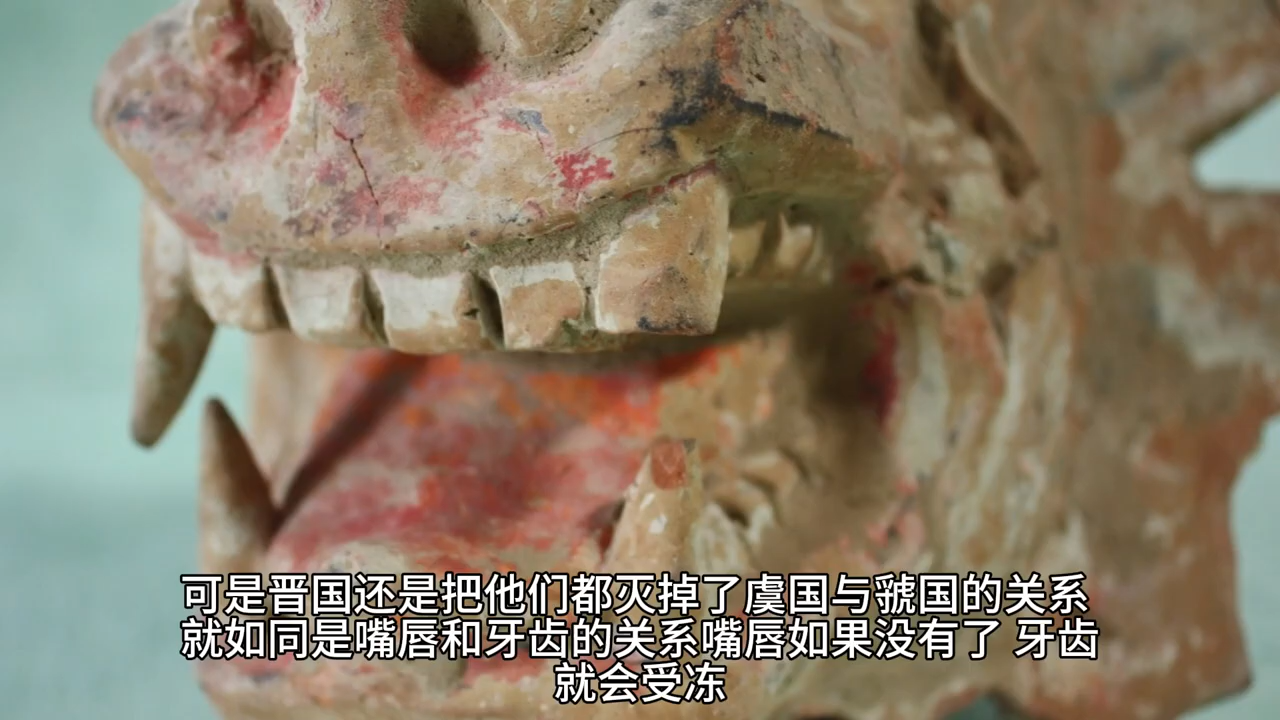 可是晋国还是把他们都灭掉了虞国与虢国的关系
就如同是嘴唇和牙齿的关系嘴唇如果没有了 牙齿
就会受冻